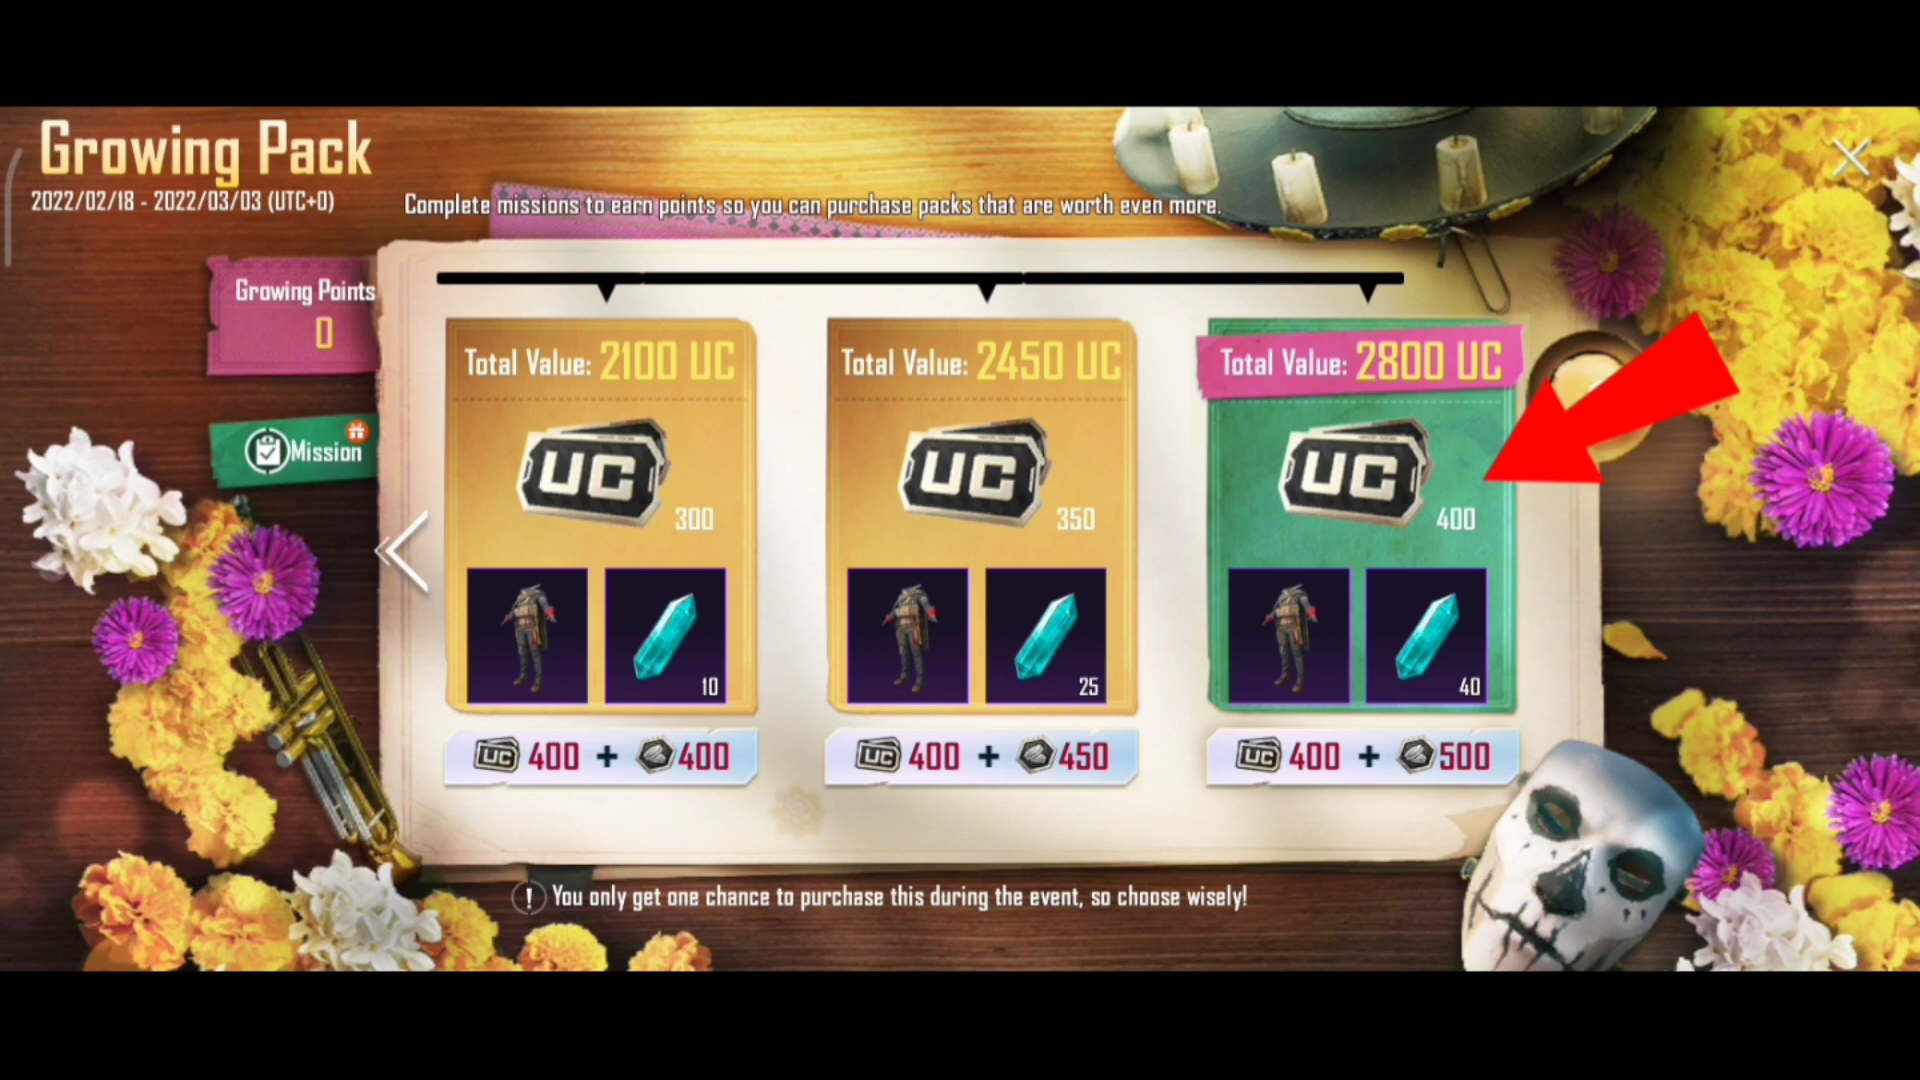 Growing Pack
2022/02/18 - 2022/03/03 (UTC+0)
Complete missions to earn points so you can purchase packs that are worth even more.
Growing Points
0
Mission
Total Value: 2100 UC
UC
300
10
UC 400 + 400
Total Value: 2450 UC
UC
350
25
UC 400 + 450
Total Value: 2800 UC
UC
400
40
UC 400 + 500
! You only get one chance to purchase this during the event, so choose wisely!